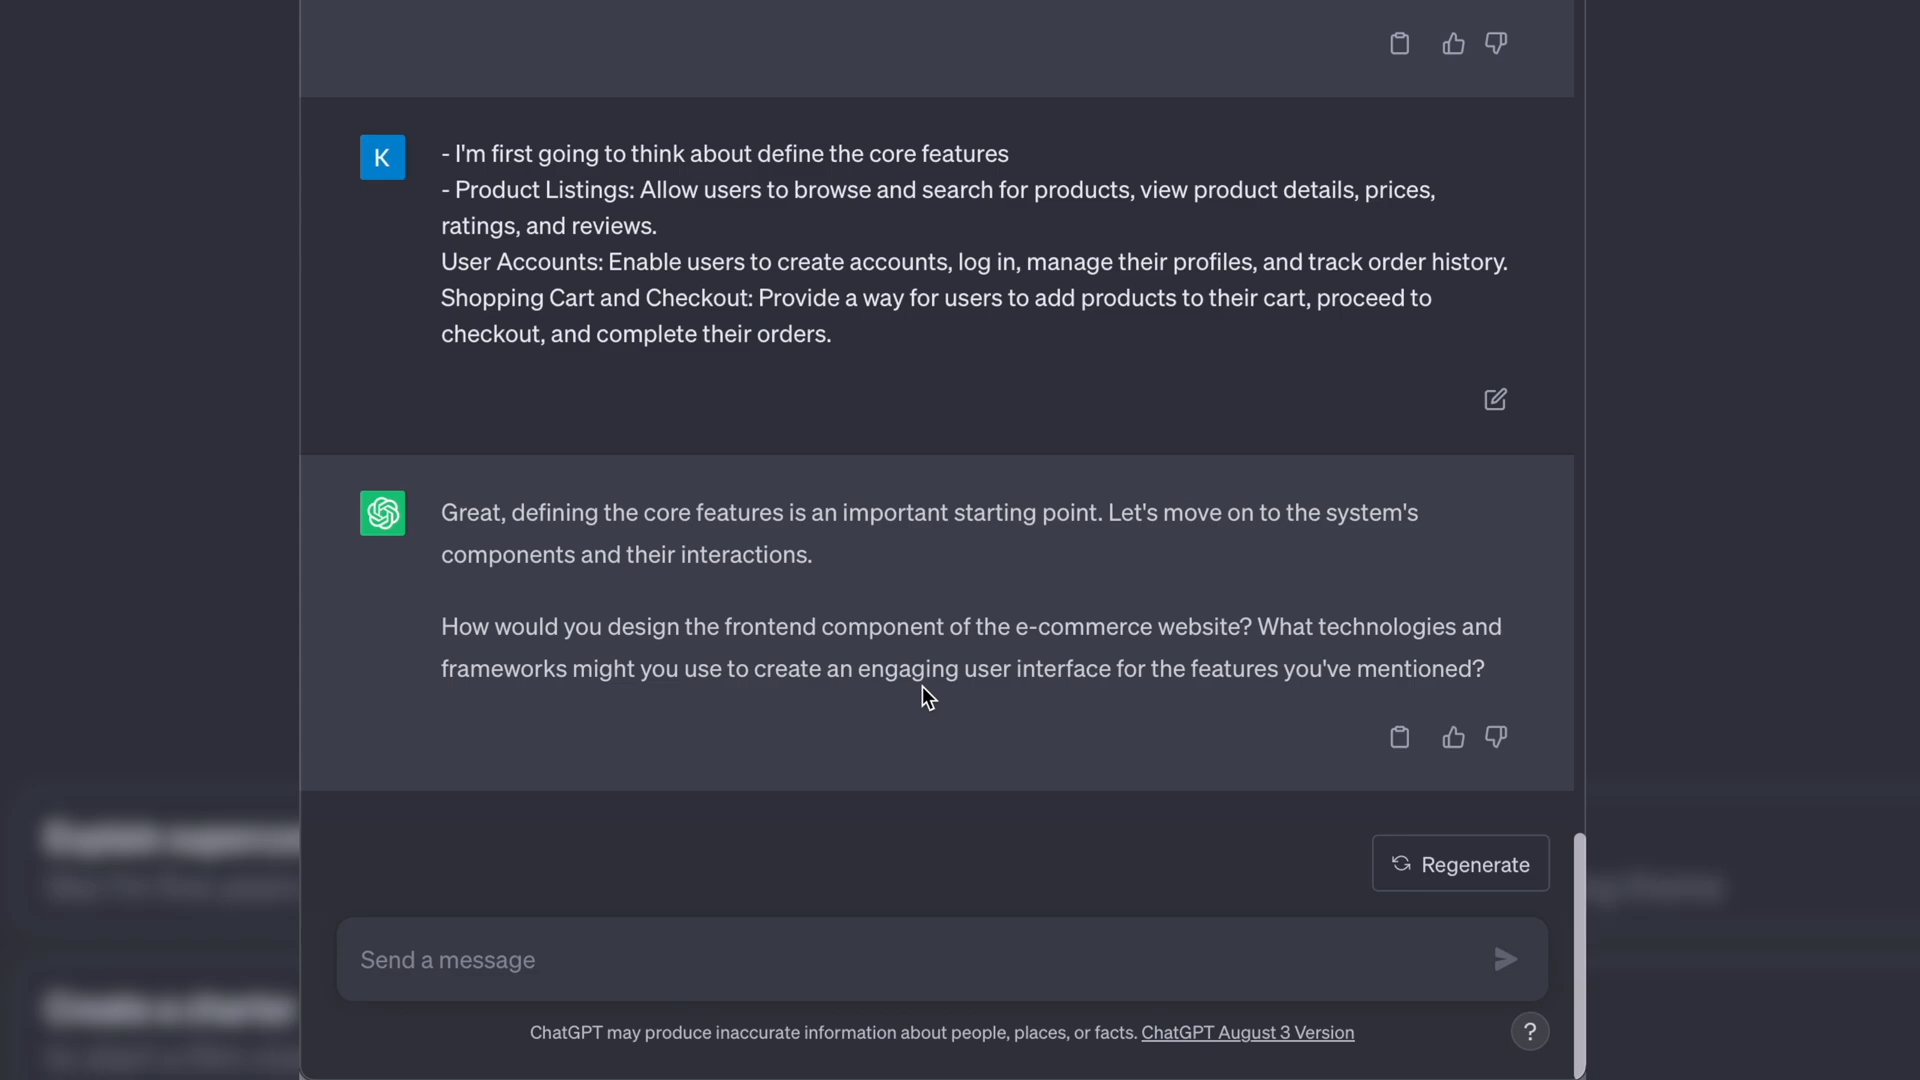 K
- I'm first going to think about define the core features
- Product Listings: Allow users to browse and search for products, view product details, prices,
ratings, and reviews.
User Accounts: Enable users to create accounts, log in, manage their profiles, and track order history.
Shopping Cart and Checkout: Provide a way for users to add products to their cart, proceed to
checkout, and complete their orders.
Great, defining the core features is an important starting point. Let's move on to the system's
components and their interactions.
How would you design the frontend component of the e-commerce website? What technologies and
frameworks might you use to create an engaging user interface for the features you've mentioned?
Regenerate
Send a message
ChatGPT may produce inaccurate information about people, places, or facts. ChatGPT August 3 Version
?